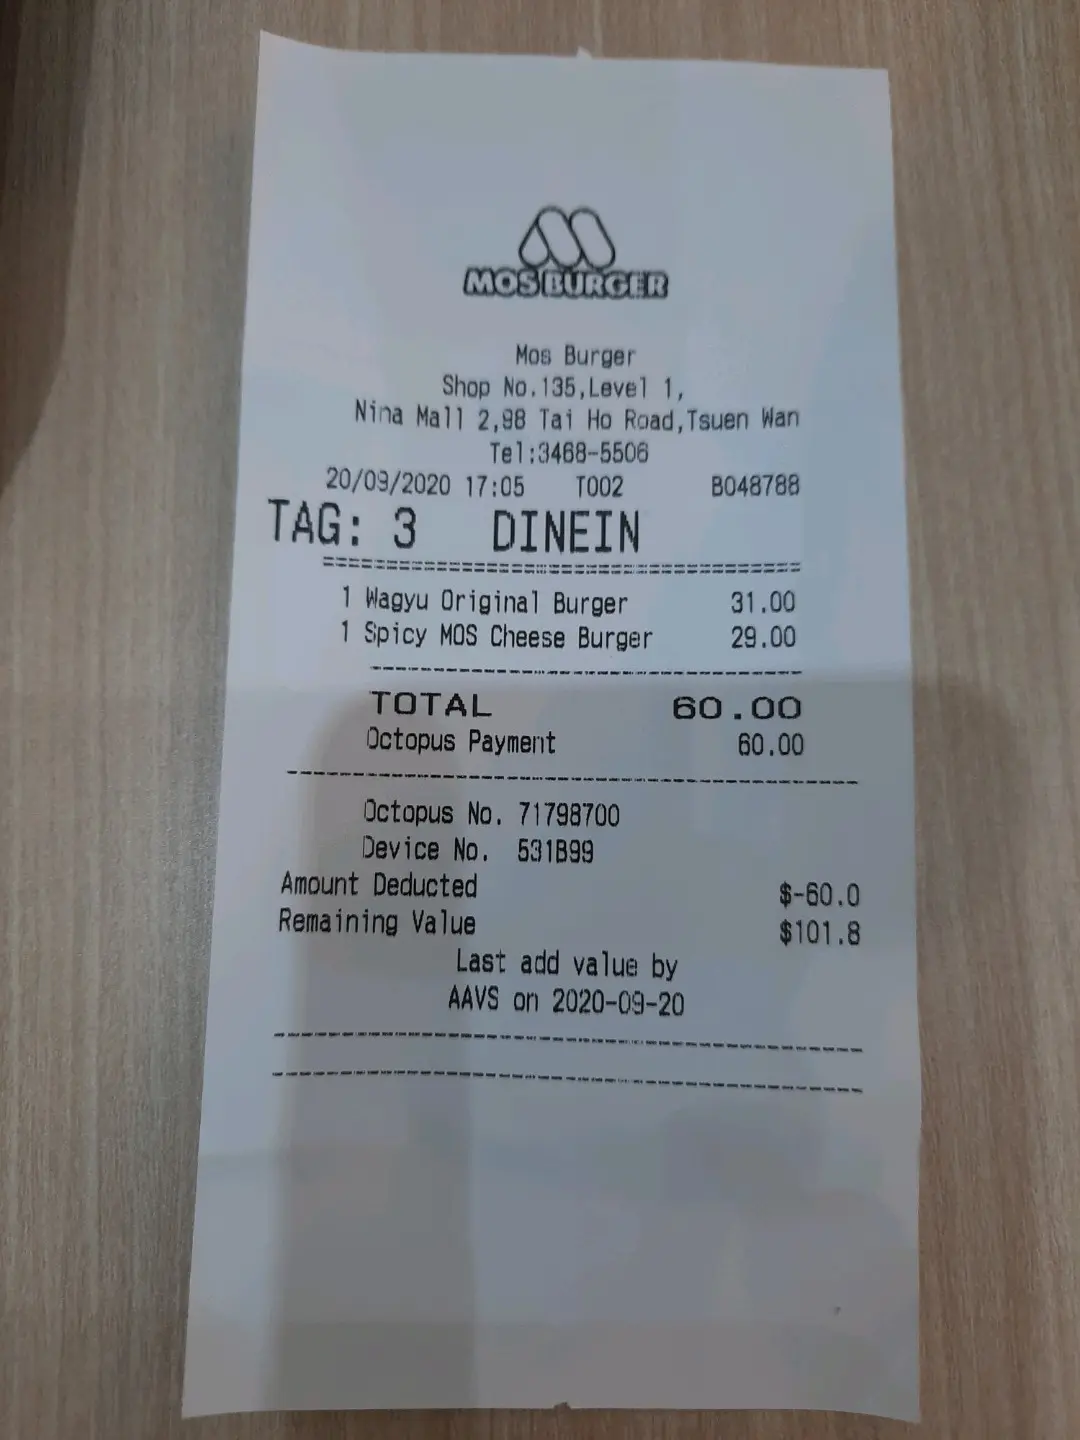 MOS BURGER
Mos Burger
Shop No.135,Level 1,
Nina Mall 2,98 Tai Ho Road,Tsuen Wan
Tel:3468-5506
20/09/2020 17:05 T002 B048788
TAG: 3 DINEIN
1 Wagyu Original Burger 31.00
1 Spicy MOS Cheese Burger 29.00
TOTAL 60.00
Octopus Payment 60.00
Octopus No. 71798700
Device No. 531B99
Amount Deducted $-60.0
Remaining Value $101.8
Last add value by
AAVS on 2020-09-20